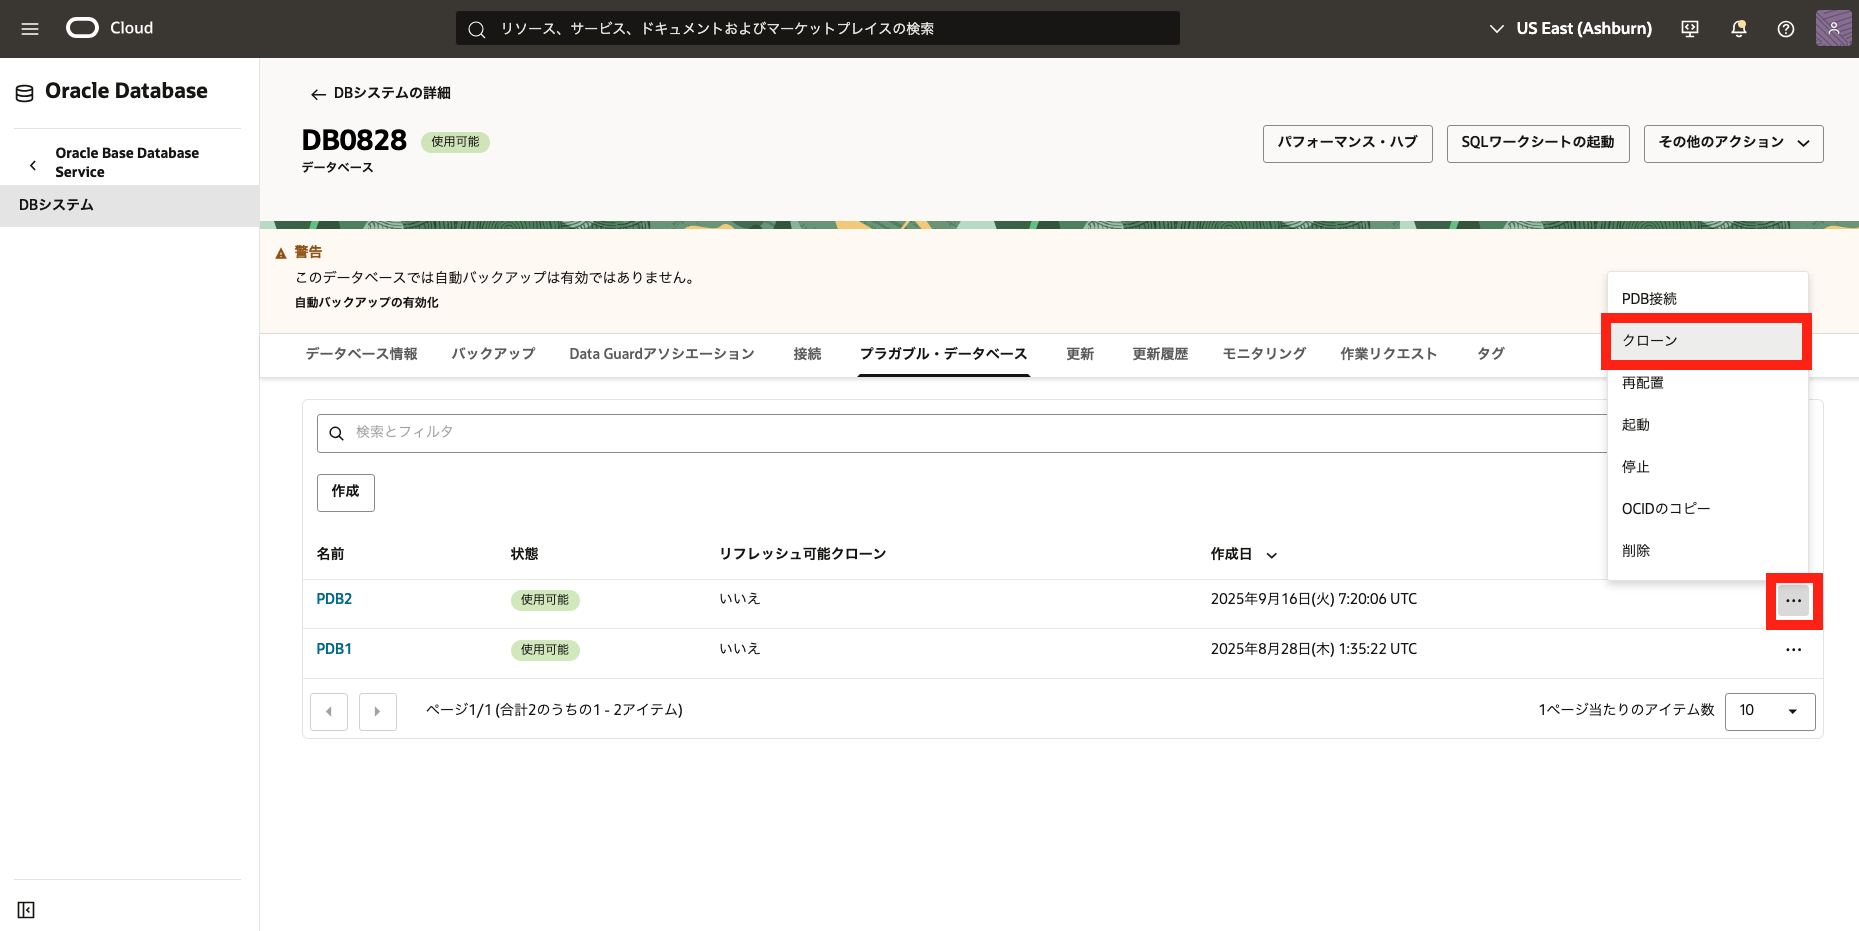 Cloud
リソース、サービス、ドキュメントおよびマーケットプレイスの検索
US East (Ashburn)
Oracle Database
Oracle Base Database
Service
DBシステム
DBシステムの詳細
DB0828
使用可能
データベース
パフォーマンス・ハブ
SQLワークシートの起動
その他のアクション
警告
このデータベースでは自動バックアップは有効ではありません。
自動バックアップの有効化
データベース情報 バックアップ Data Guardアソシエーション 接続 プラガブル・データベース 更新 更新履歴 モニタリング 作業リクエスト タグ
PDB接続
クローン
再配置
起動
停止
OCIDのコピー
削除
検索とフィルタ
作成
名前 状態 リフレッシュ可能クローン 作成日
PDB2 使用可能 いいえ 2025年9月16日(火) 7:20:06 UTC
PDB1 使用可能 いいえ 2025年8月28日(木) 1:35:22 UTC
ページ1/1 (合計2のうちの1 - 2アイテム)
1ページ当たりのアイテム数 10